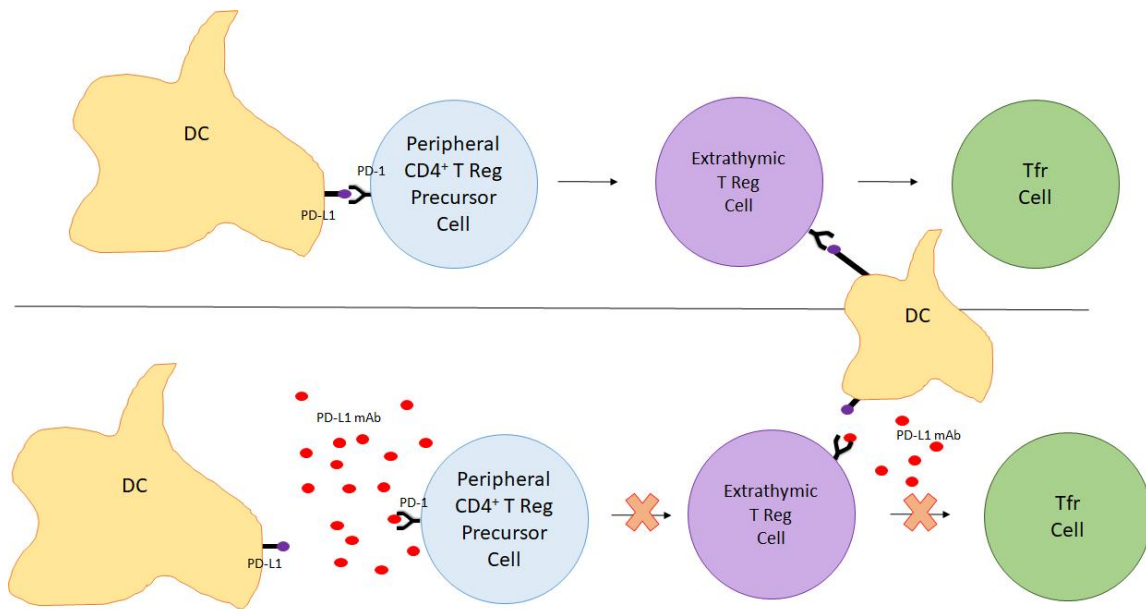 DC
PD-L1
PD-1
Peripheral
CD4⁺ T Reg
Precursor
Cell
Extrathymic
T Reg
Cell
Tfr
Cell
DC
DC
PD-L1
PD-L1 mAb
PD-1
Peripheral
CD4⁺ T Reg
Precursor
Cell
Extrathymic
T Reg
Cell
PD-L1 mAb
Tfr
Cell